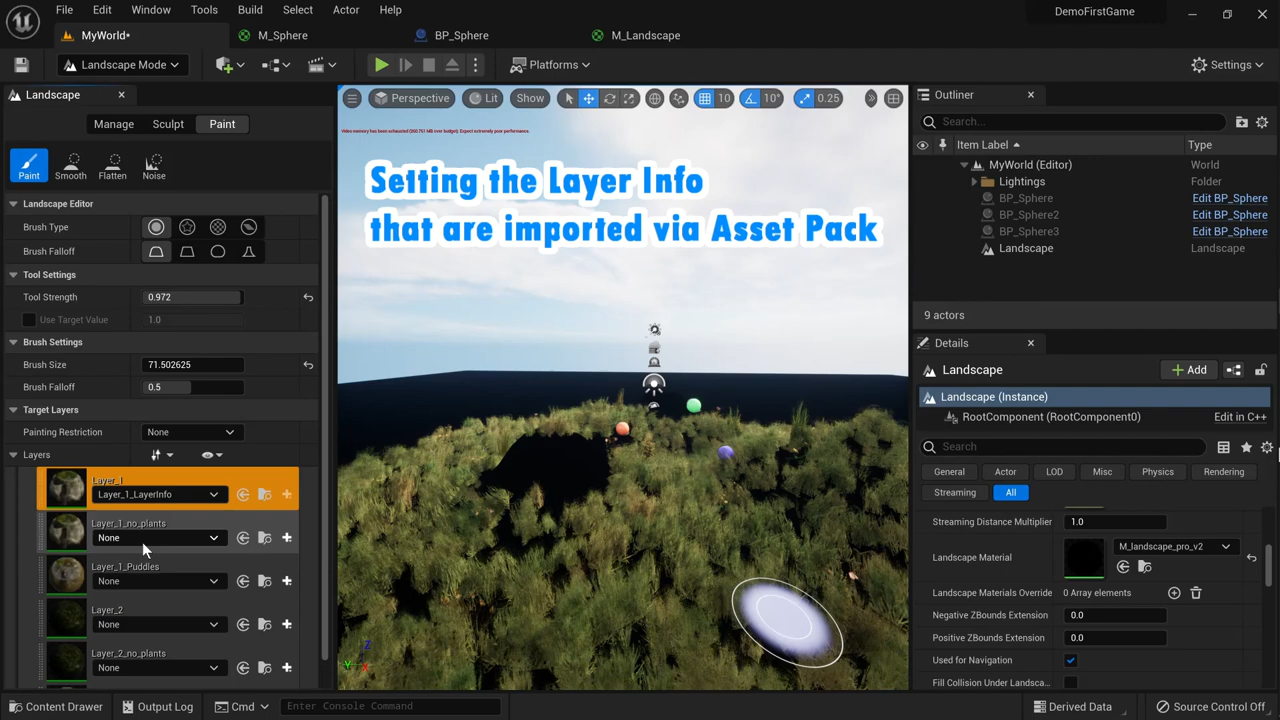 File Edit Window Tools Build Select Actor Help
DemoFirstGame
MyWorld*
M_Sphere
BP_Sphere
M_Landscape
Landscape Mode
Platforms
Settings
Landscape
Manage Sculpt Paint
Paint Smooth Flatten Noise
Landscape Editor
Brush Type
Brush Falloff
Tool Settings
Tool Strength 0.972
Use Target Value 1.0
Brush Settings
Brush Size 71.502625
Brush Falloff 0.5
Target Layers
Painting Restriction None
Layers
Layer_1
Layer_1_LayerInfo
Layer_1_no_plants
None
Layer_1_Puddles
None
Layer_2
None
Layer_2_no_plants
None
Perspective Lit Show 10 10° 0.25
Setting the Layer Info
that are imported via Asset Pack
Z
Y
X
Outliner
Search...
Item Label Type
MyWorld (Editor) World
Lightings Folder
BP_Sphere Edit BP_Sphere
BP_Sphere2 Edit BP_Sphere
BP_Sphere3 Edit BP_Sphere
Landscape Landscape
9 actors
Details
Landscape Add
Landscape (Instance)
RootComponent (RootComponent0) Edit in C++
Search
General Actor LOD Misc Physics Rendering
Streaming All
Streaming Distance Multiplier 1.0
Landscape Material M_landscape_pro_v2
Landscape Materials Override 0 Array elements
Negative ZBounds Extension 0.0
Positive ZBounds Extension 0.0
Used for Navigation
Fill Collision Under Landsca...
Content Drawer Output Log Cmd Enter Console Command Derived Data Source Control Off